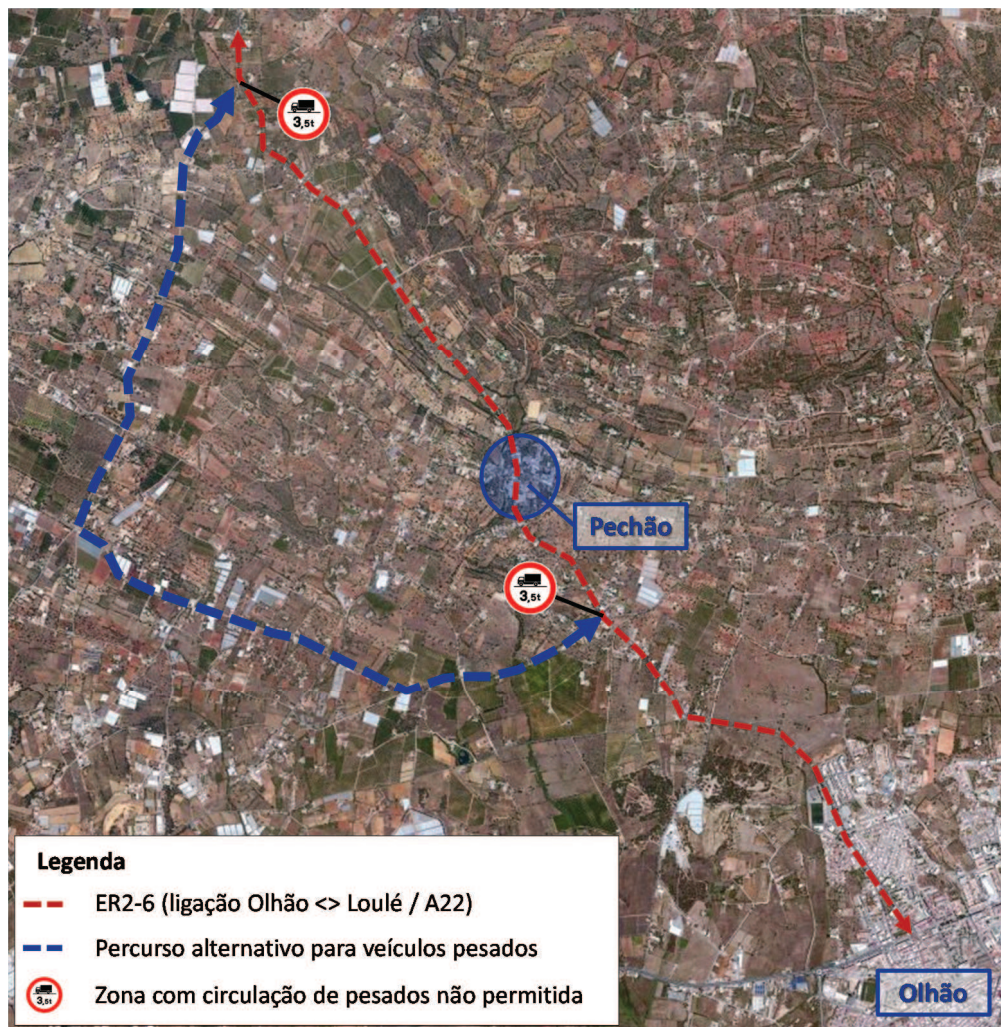 3,5t
Pechão
3,5t
Legenda
ER2-6 (ligação Olhão <> Loulé / A22)
Percurso alternativo para veículos pesados
3,5t
Zona com circulação de pesados não permitida
Olhão